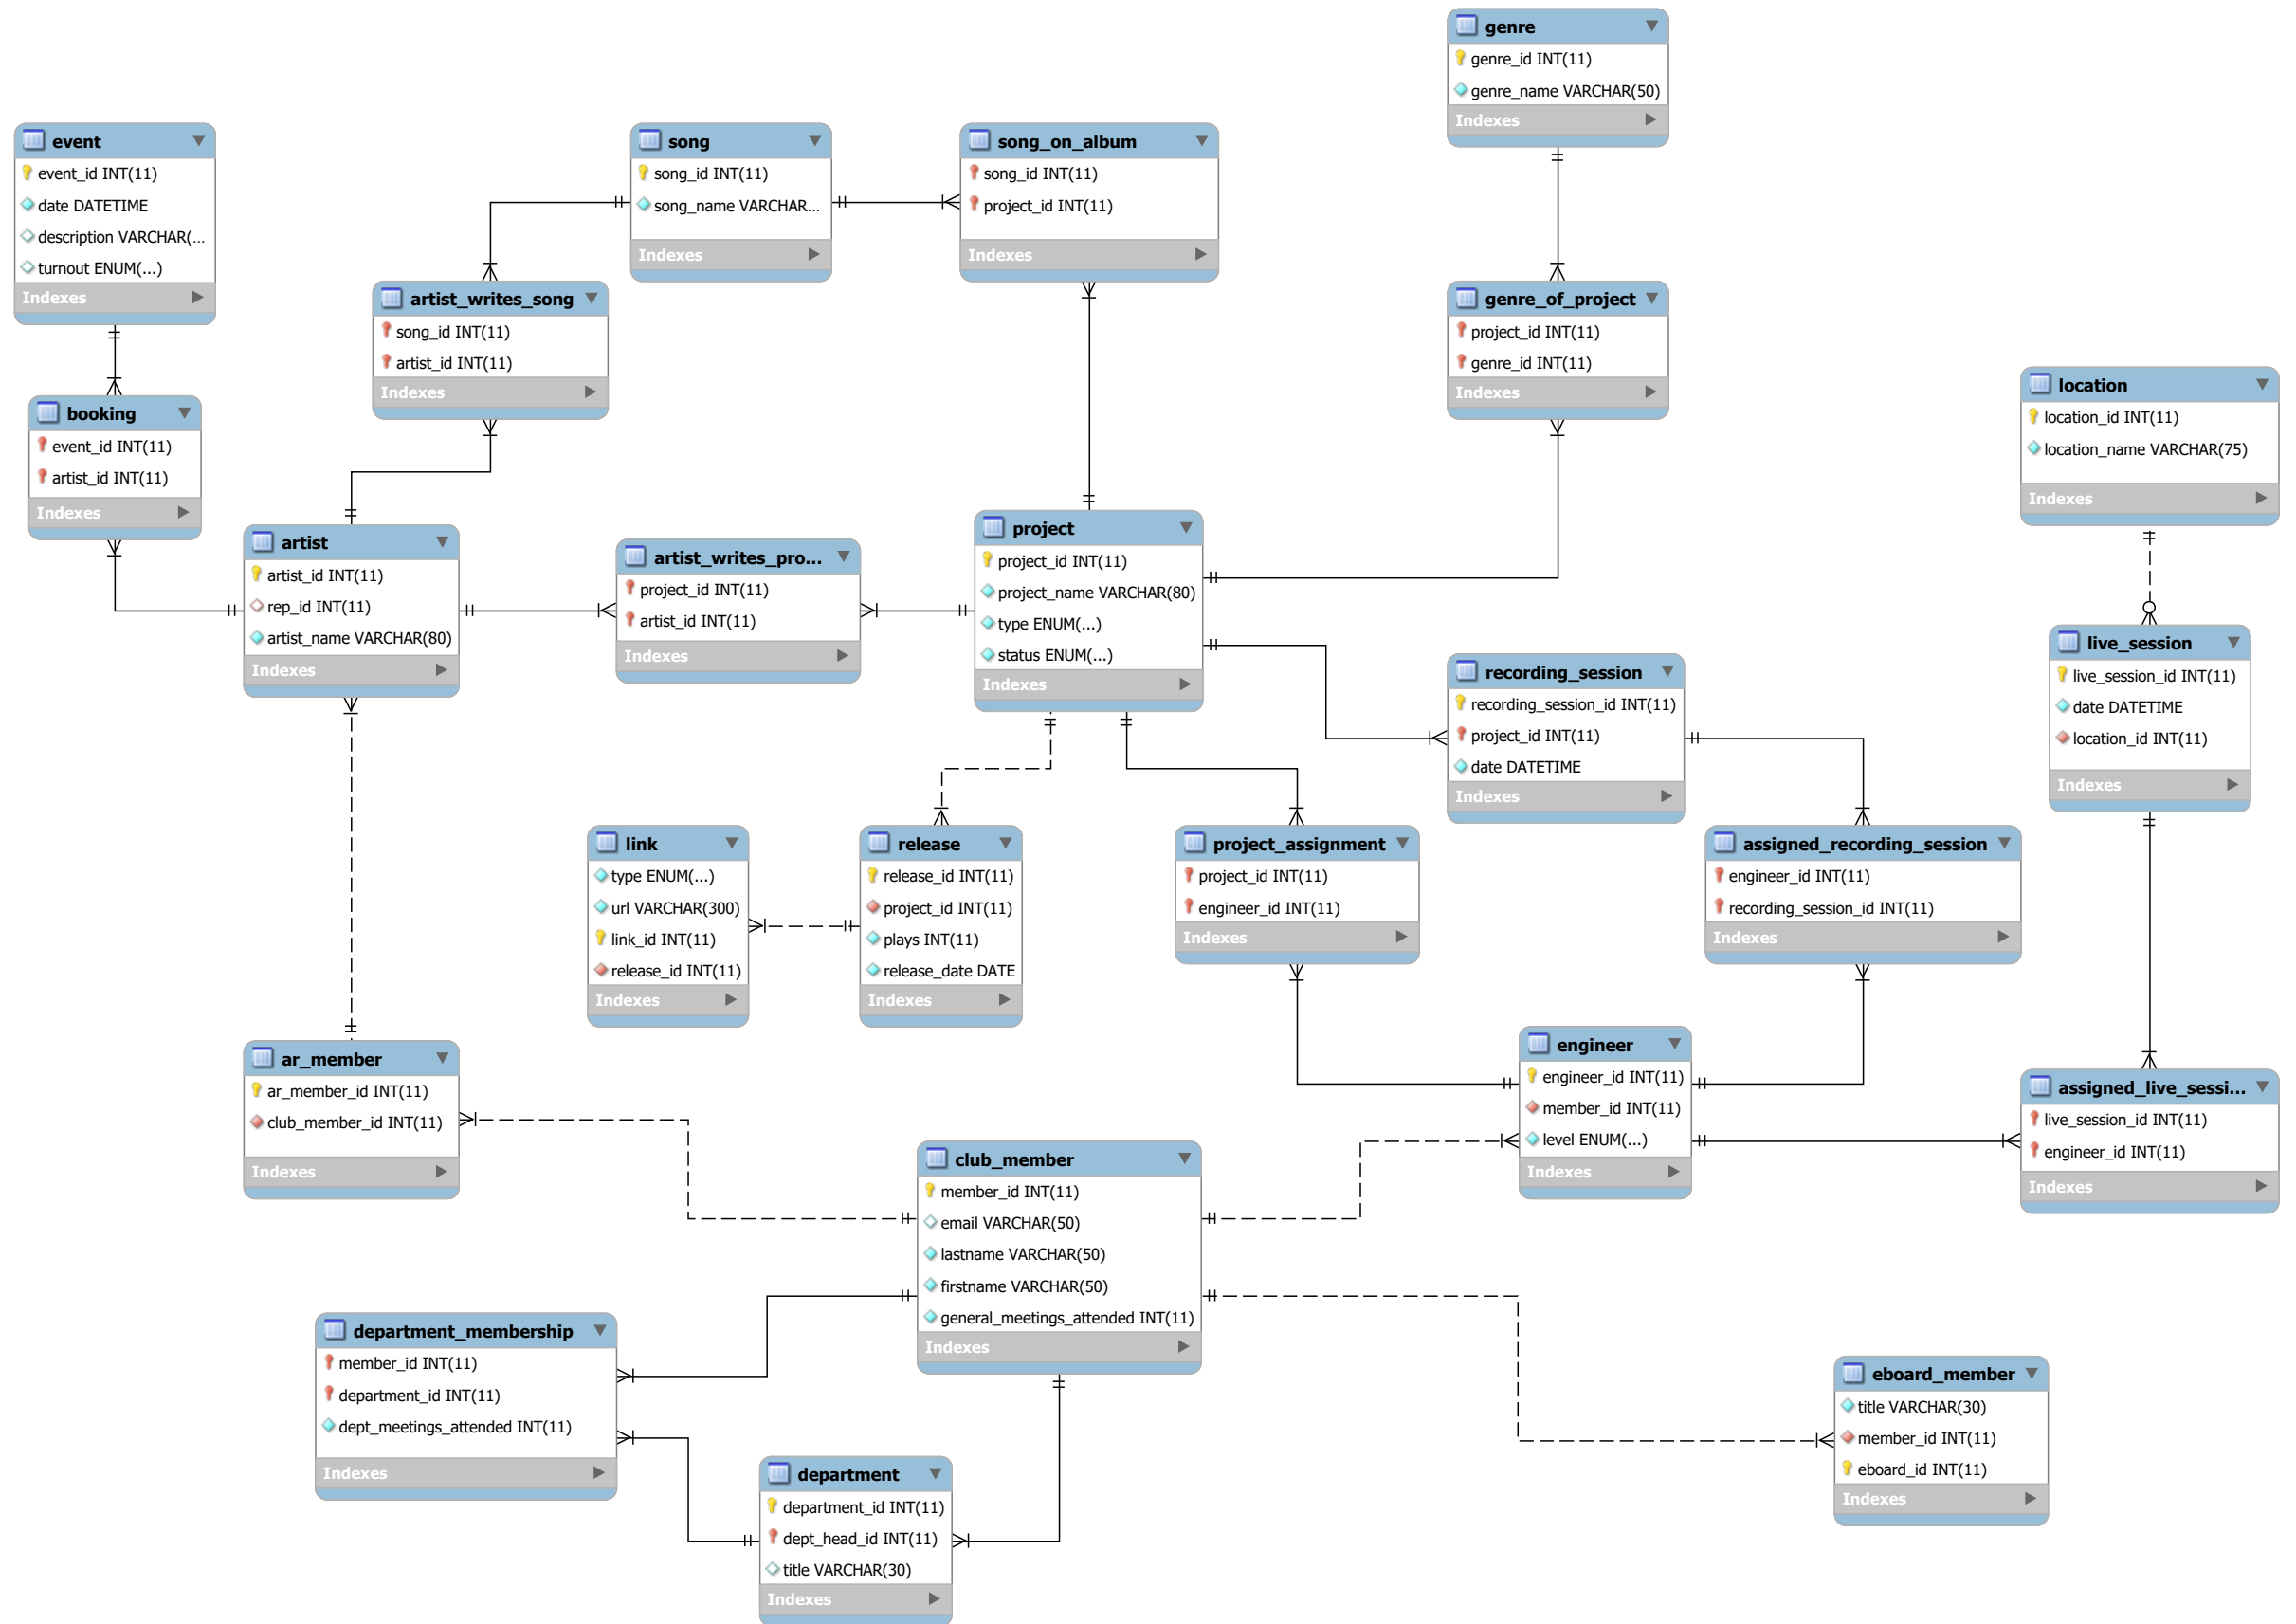 genre
genre_id INT(11)
genre_name VARCHAR(50)
Indexes
event
event_id INT(11)
date DATETIME
description VARCHAR(...
turnout ENUM(...)
Indexes
song
song_id INT(11)
song_name VARCHAR...
Indexes
song_on_album
song_id INT(11)
project_id INT(11)
Indexes
artist_writes_song
song_id INT(11)
artist_id INT(11)
Indexes
genre_of_project
project_id INT(11)
genre_id INT(11)
Indexes
location
location_id INT(11)
location_name VARCHAR(75)
Indexes
booking
event_id INT(11)
artist_id INT(11)
Indexes
artist
artist_id INT(11)
rep_id INT(11)
artist_name VARCHAR(80)
Indexes
artist_writes_pro...
project_id INT(11)
artist_id INT(11)
Indexes
project
project_id INT(11)
project_name VARCHAR(80)
type ENUM(...)
status ENUM(...)
Indexes
recording_session
recording_session_id INT(11)
project_id INT(11)
date DATETIME
Indexes
live_session
live_session_id INT(11)
date DATETIME
location_id INT(11)
Indexes
link
type ENUM(...)
url VARCHAR(300)
link_id INT(11)
release_id INT(11)
Indexes
release
release_id INT(11)
project_id INT(11)
plays INT(11)
release_date DATE
Indexes
project_assignment
project_id INT(11)
engineer_id INT(11)
Indexes
assigned_recording_session
engineer_id INT(11)
recording_session_id INT(11)
Indexes
ar_member
ar_member_id INT(11)
club_member_id INT(11)
Indexes
engineer
engineer_id INT(11)
member_id INT(11)
level ENUM(...)
Indexes
assigned_live_sessi...
live_session_id INT(11)
engineer_id INT(11)
Indexes
club_member
member_id INT(11)
email VARCHAR(50)
lastname VARCHAR(50)
firstname VARCHAR(50)
general_meetings_attended INT(11)
Indexes
department_membership
member_id INT(11)
department_id INT(11)
dept_meetings_attended INT(11)
Indexes
eboard_member
title VARCHAR(30)
member_id INT(11)
eboard_id INT(11)
Indexes
department
department_id INT(11)
dept_head_id INT(11)
title VARCHAR(30)
Indexes